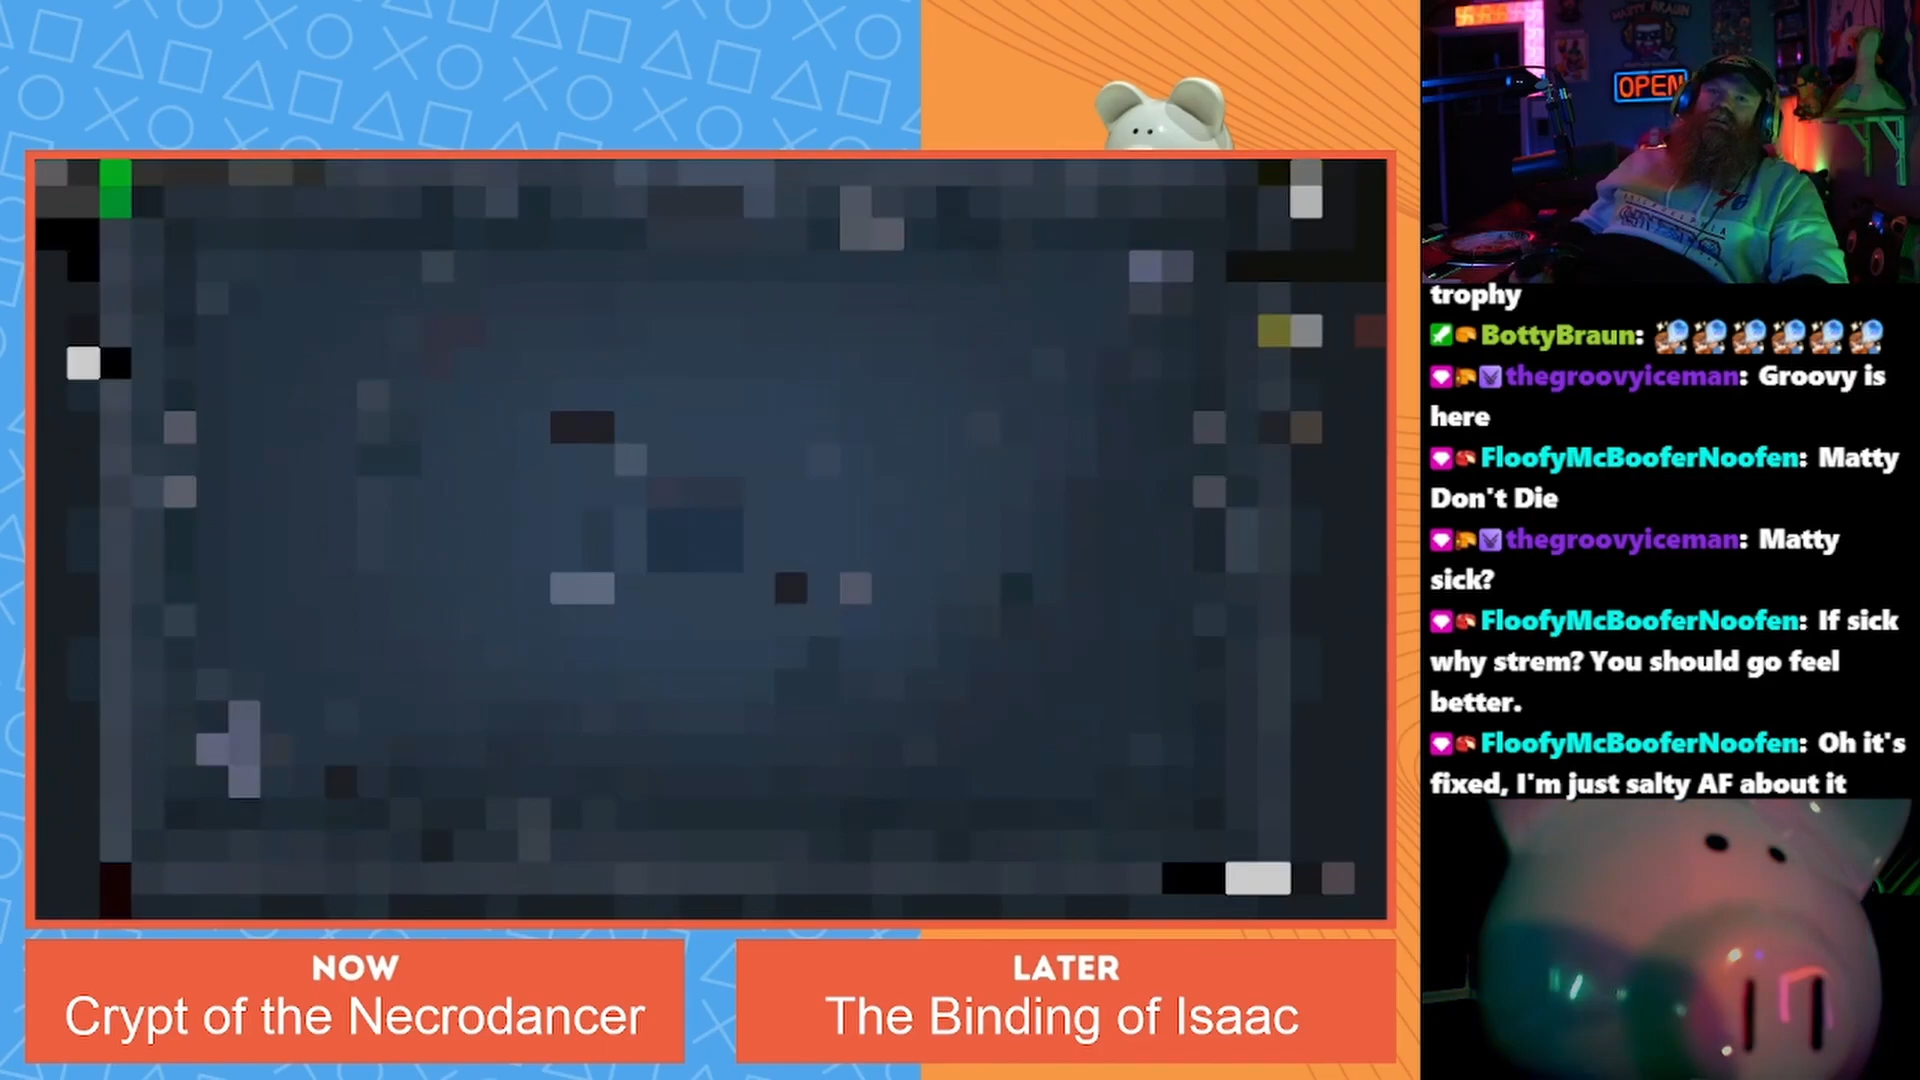 OPEN
trophy
BottyBraun:
thegroovyiceman: Groovy is
here
FloofyMcBooferNoofen: Matty
Don't Die
thegroovyiceman: Matty
sick?
FloofyMcBooferNoofen: If sick
why strem? You should go feel
better.
FloofyMcBooferNoofen: Oh it's
fixed, I'm just salty AF about it
NOW
Crypt of the Necrodancer
LATER
The Binding of Isaac